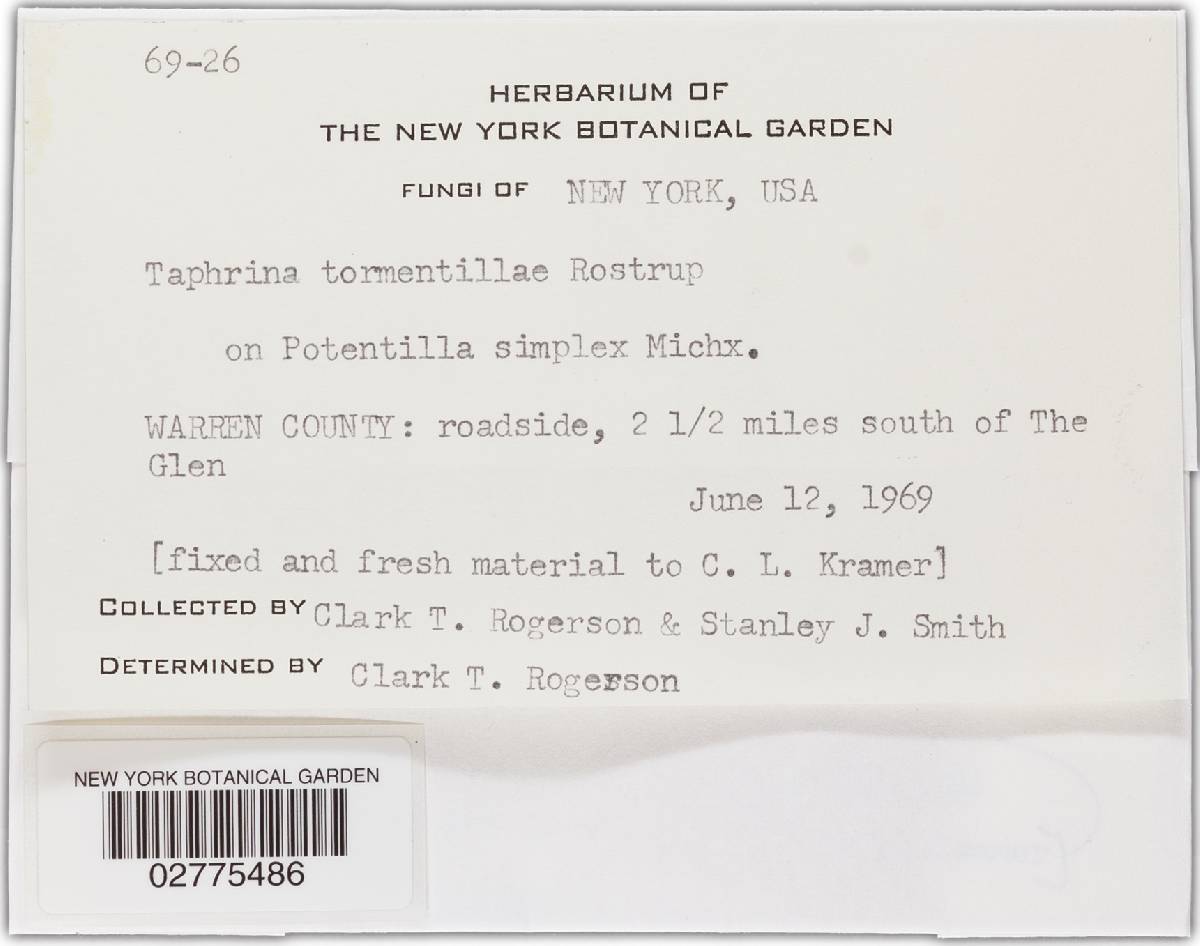 69-26
HERBARIUM OF
THE NEW YORK BOTANICAL GARDEN
FUNGI OF NEW YORK, USA
Taphrina tormentillae Rostrup
on Potentilla simplex Michx.
WARREN COUNTY: roadside, 2 1/2 miles south of The
Glen
June 12, 1969
[fixed and fresh material to C. L. Kramer]
COLLECTED BY Clark T. Rogerson & Stanley J. Smith
DETERMINED BY Clark T. Rogerson
NEW YORK BOTANICAL GARDEN
02775486